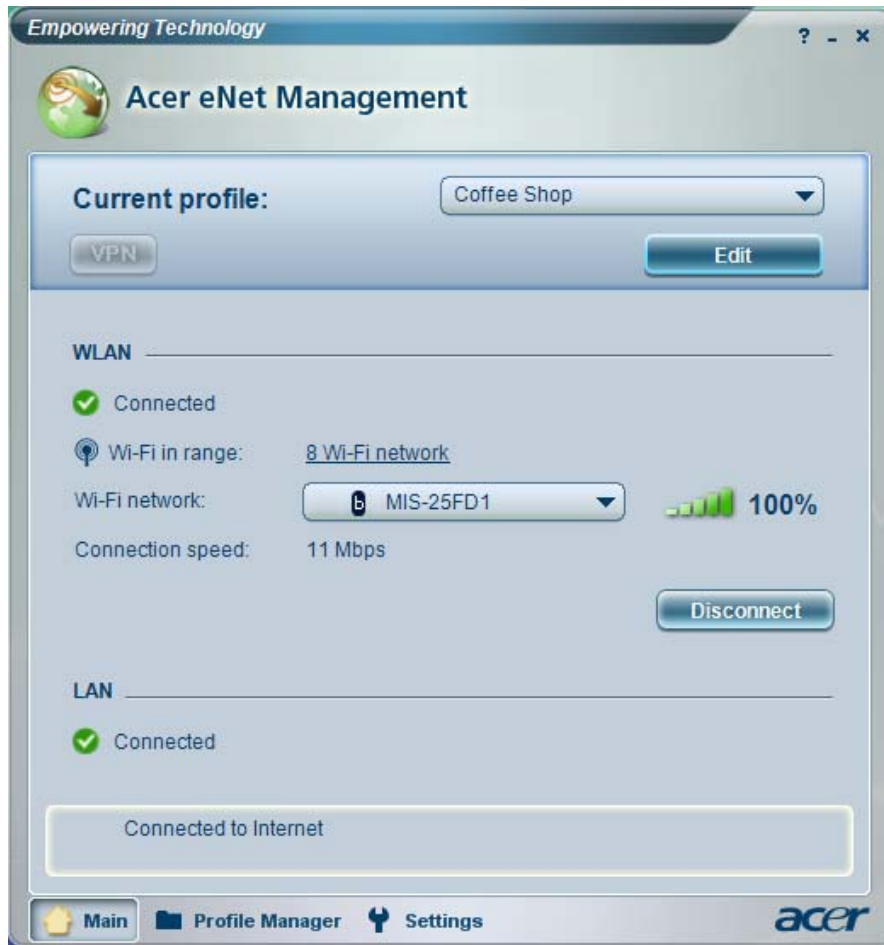 Empowering Technology
? - x
Acer eNet Management
Current profile: Coffee Shop
VPN Edit
WLAN
Connected
Wi-Fi in range: 8 Wi-Fi network
Wi-Fi network: b MIS-25FD1 100%
Connection speed: 11 Mbps
Disconnect
LAN
Connected
Connected to Internet
Main Profile Manager Settings acer